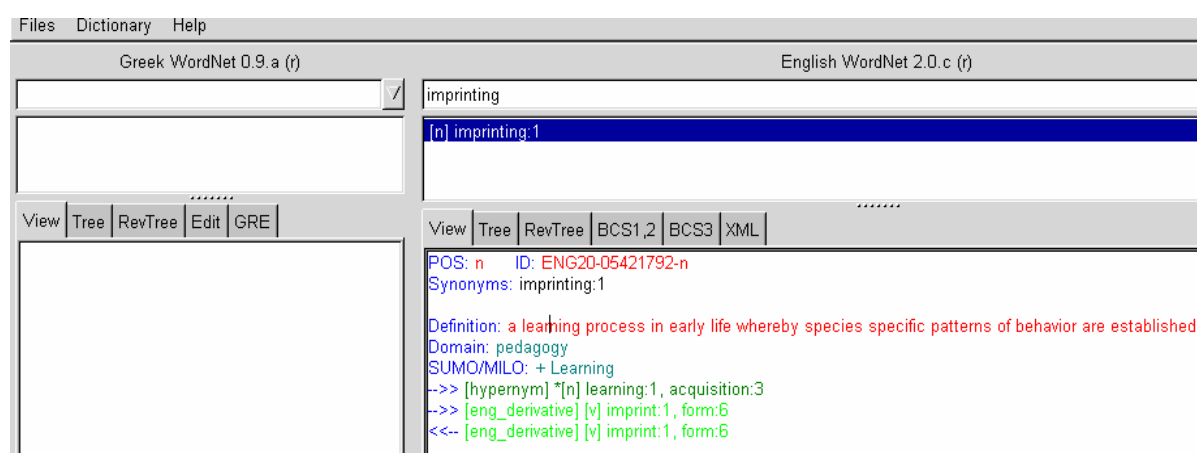 Files Dictionary Help
Greek WordNet 0.9.a (r)
English WordNet 2.0.c (r)
imprinting
[n] imprinting:1
View Tree RevTree Edit GRE
View Tree RevTree BCS1,2 BCS3 XML
POS: n ID: ENG20-05421792-n
Synonyms: imprinting:1
Definition: a learning process in early life whereby species specific patterns of behavior are established
Domain: pedagogy
SUMO/MILO: + Learning
-->> [hypernym] *[n] learning:1, acquisition:3
-->> [eng_derivative] [v] imprint:1, form:6
<<-- [eng_derivative] [v] imprint:1, form:6